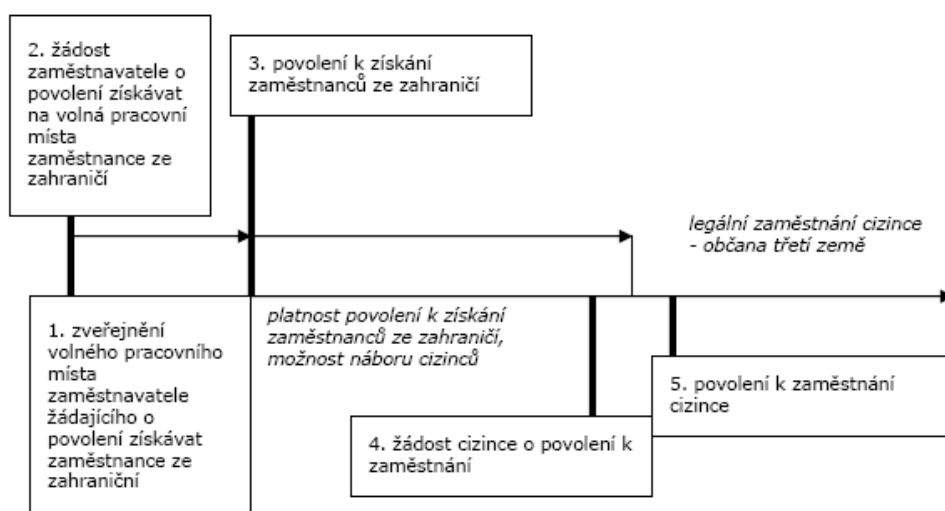 2. žádost
zaměstnavatele o
povolení získávat
na volná pracovní
místa
zaměstnance ze
zahraničí
3. povolení k získání
zaměstnanců ze zahraničí
legální zaměstnání cizince
- občana třetí země
1. zveřejnění
volného pracovního
místa
zaměstnavatele
žádajícího o
povolení získávat
zaměstnance ze
zahraniční
platnost povolení k získání
zaměstnanců ze zahraničí,
možnost náboru cizinců
4. žádost cizince o povolení k
zaměstnání
5. povolení k zaměstnání
cizince